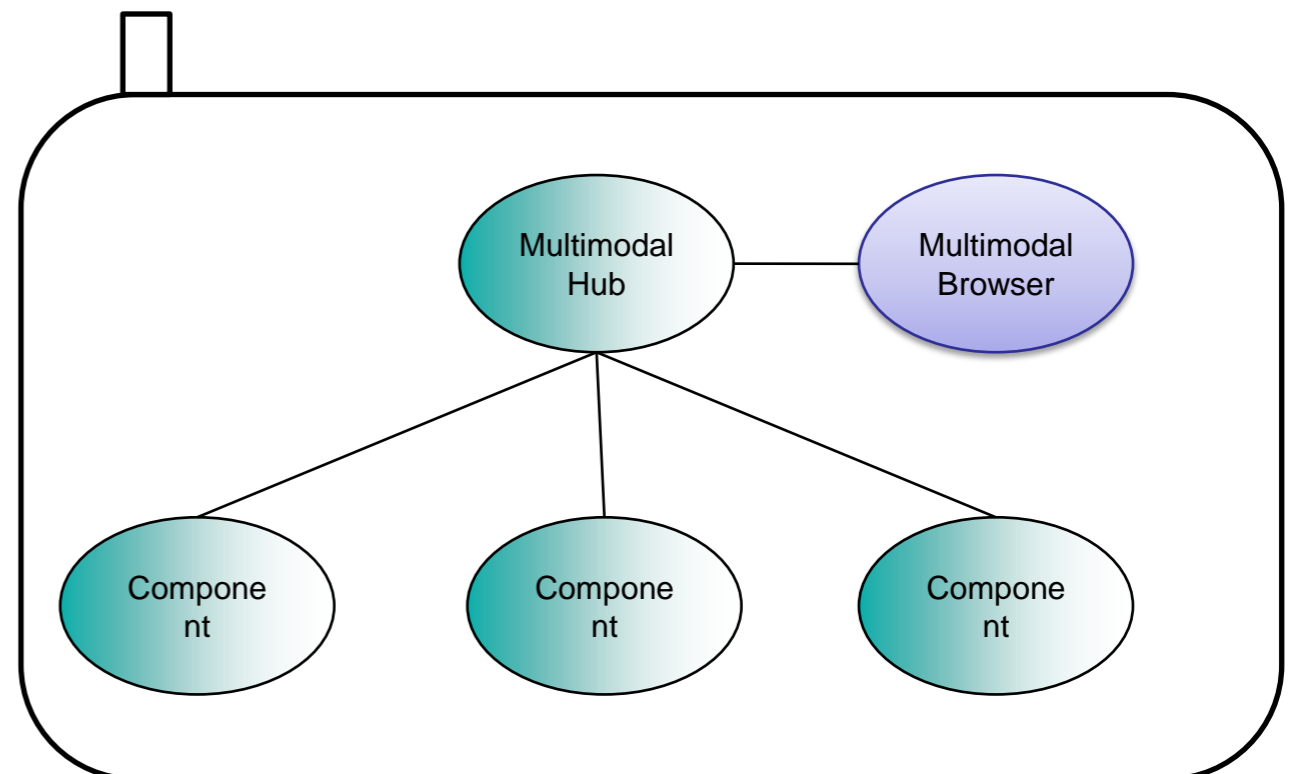 Multimodal
Hub
Multimodal
Browser
Compone
nt
Compone
nt
Compone
nt